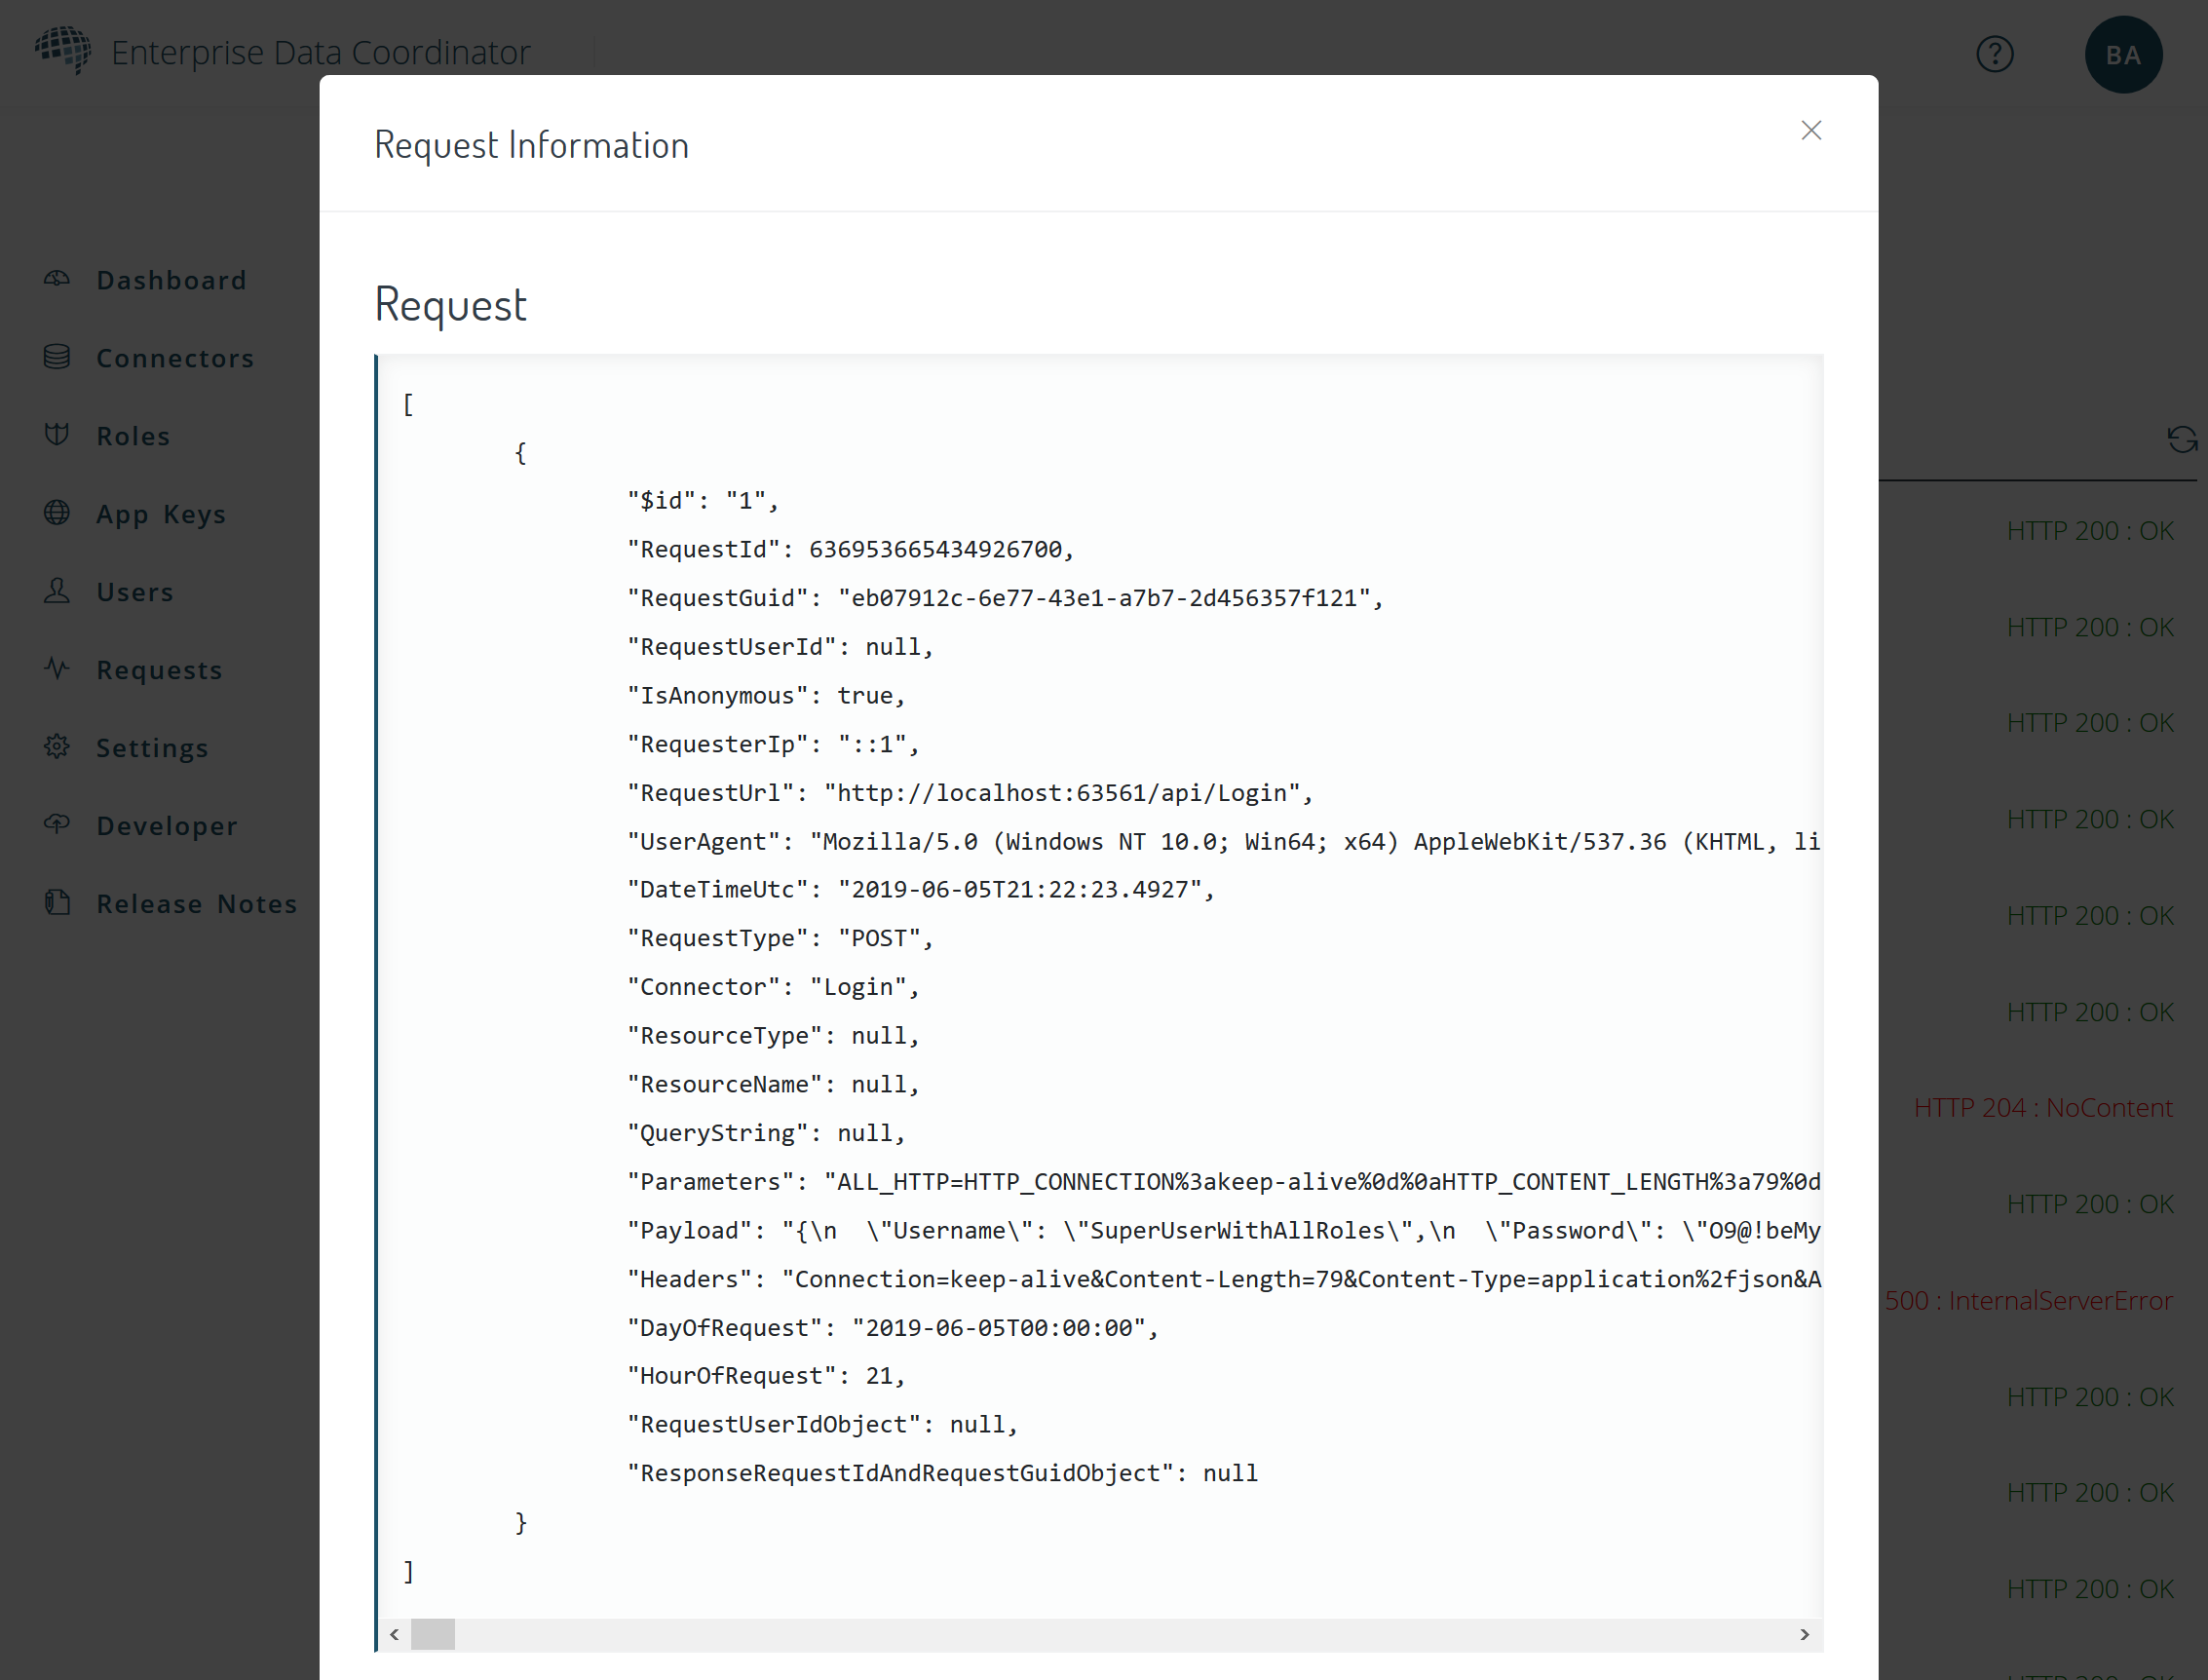 Enterprise Data Coordinator
BA
Request Information
Request
Dashboard
Connectors
Roles
App Keys
Users
Requests
Settings
Developer
Release Notes
[
{
"$id": "1",
"RequestId": 636953665434926700,
"RequestGuid": "eb07912c-6e77-43e1-a7b7-2d456357f121",
"RequestUserId": null,
"IsAnonymous": true,
"RequesterIp": "::1",
"RequestUrl": "http://localhost:63561/api/Login",
"UserAgent": "Mozilla/5.0 (Windows NT 10.0; Win64; x64) AppleWebKit/537.36 (KHTML, li
"DateTimeUtc": "2019-06-05T21:22:23.4927",
"RequestType": "POST",
"Connector": "Login",
"ResourceType": null,
"ResourceName": null,
"QueryString": null,
"Parameters": "ALL_HTTP=HTTP_CONNECTION%3akeep-alive%0d%0aHTTP_CONTENT_LENGTH%3a79%0d
"Payload": "{\n  \"Username\": \"SuperUserWithAllRoles\",\n  \"Password\": \"O9@!beMy
"Headers": "Connection=keep-alive&Content-Length=79&Content-Type=application%2fjson&A
"DayOfRequest": "2019-06-05T00:00:00",
"HourOfRequest": 21,
"RequestUserIdObject": null,
"ResponseRequestIdAndRequestGuidObject": null
}
]
HTTP 200 : OK
HTTP 200 : OK
HTTP 200 : OK
HTTP 200 : OK
HTTP 200 : OK
HTTP 200 : OK
HTTP 204 : NoContent
HTTP 200 : OK
500 : InternalServerError
HTTP 200 : OK
HTTP 200 : OK
HTTP 200 : OK